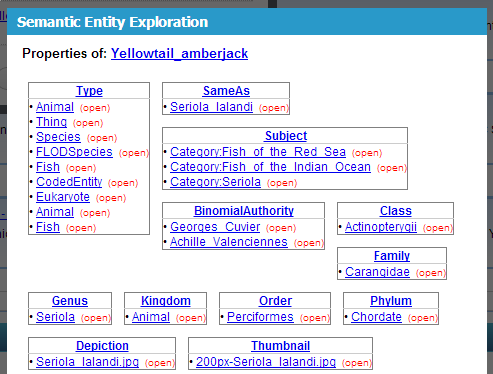 Semantic Entity Exploration
Properties of: Yellowtail_amberjack
Type
• Animal (open)
• Thing (open)
• Species (open)
• FLODSpecies (open)
• Fish (open)
• CodedEntity (open)
• Eukaryote (open)
• Animal (open)
• Fish (open)
SameAs
• Seriola_lalandi (open)
Subject
• Category:Fish_of_the_Red_Sea (open)
• Category:Fish_of_the_Indian_Ocean (open)
• Category:Seriola (open)
BinomialAuthority
• Georges_Cuvier (open)
• Achille_Valenciennes (open)
Class
• Actinopterygii (open)
Family
• Carangidae (open)
Genus
• Seriola (open)
Kingdom
• Animal (open)
Order
• Perciformes (open)
Phylum
• Chordate (open)
Depiction
• Seriola_lalandi.jpg (open)
Thumbnail
• 200px-Seriola_lalandi.jpg (open)